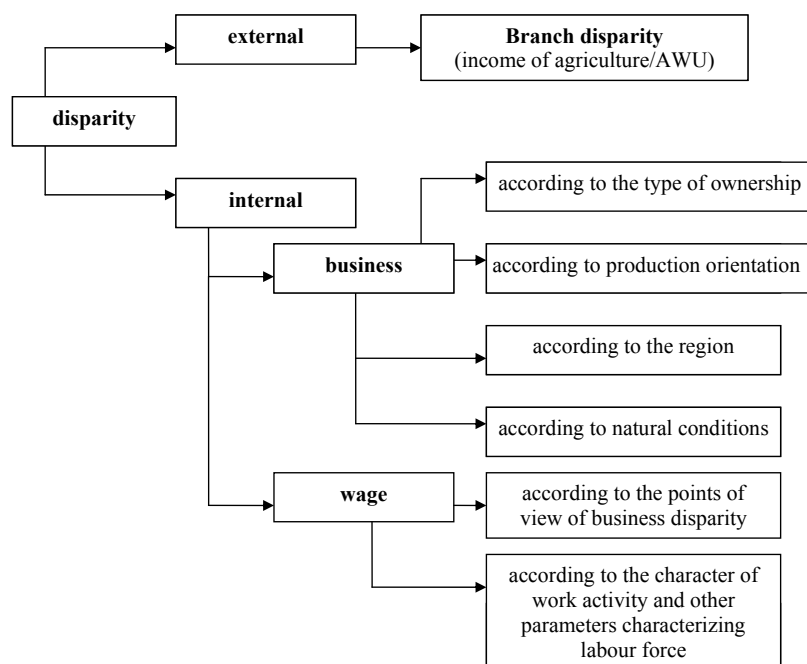 external
Branch disparity
(income of agriculture/AWU)
disparity
internal
according to the type of ownership
business
according to production orientation
according to the region
according to natural conditions
wage
according to the points of
view of business disparity
according to the character of
work activity and other
parameters characterizing
labour force